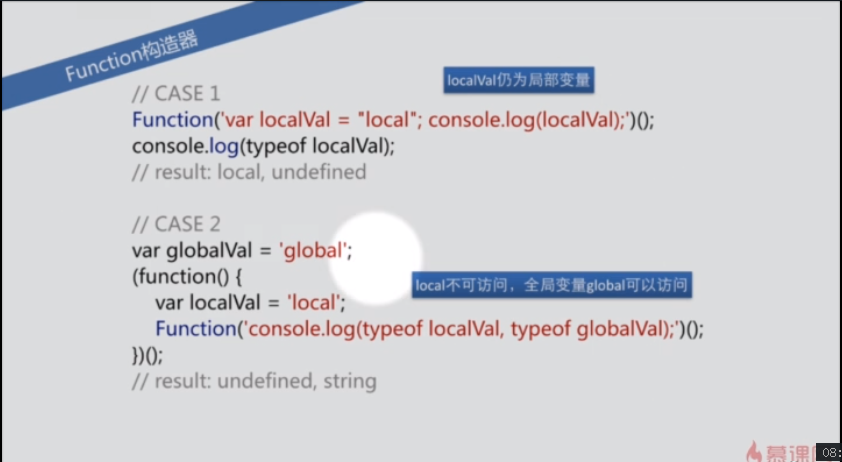 Function构造器
localVal仍为局部变量
// CASE 1
Function('var localVal = "local"; console.log(localVal);')();
console.log(typeof localVal);
// result: local, undefined
// CASE 2
var globalVal = 'global';
(function() {
local不可访问，全局变量global可以访问
var localVal = 'local';
Function('console.log(typeof localVal, typeof globalVal);')();
})();
// result: undefined, string
慕课
08: